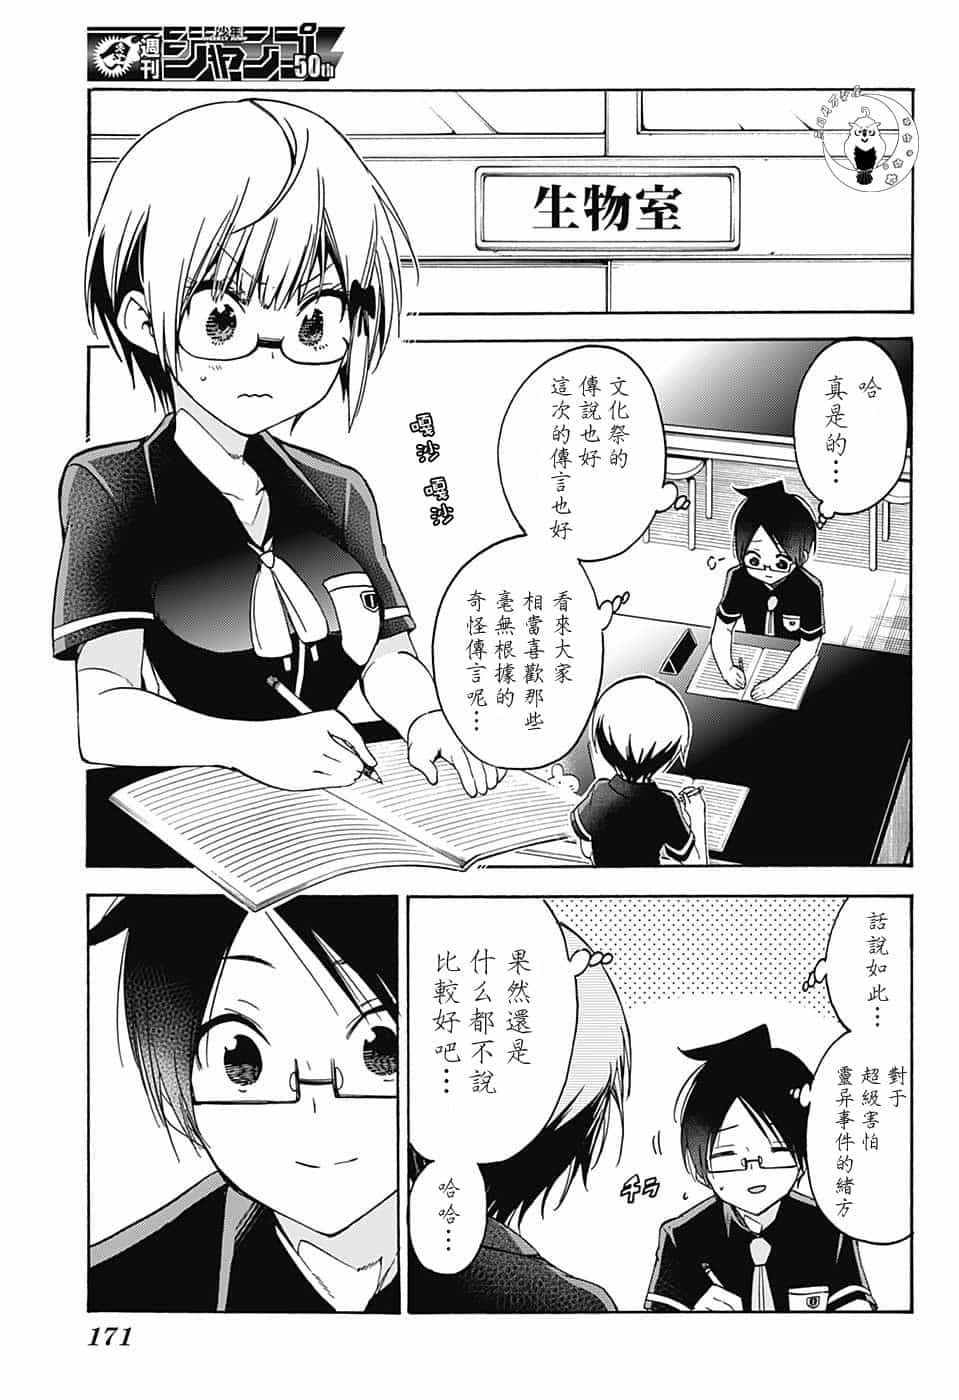 週刊
少年
ジャンプ
50th
生物室
哈
真是的…
文化祭的
傳說也好
這次的傳言也好
看來大家
相當喜歡那些
毫無根據的
奇怪傳言呢…
嘎沙
嘎沙
話說如此…
對于
超級害怕
靈异事件的緒方
チラ
果然還是
什么都不說
比較好吧…
哈哈…
171